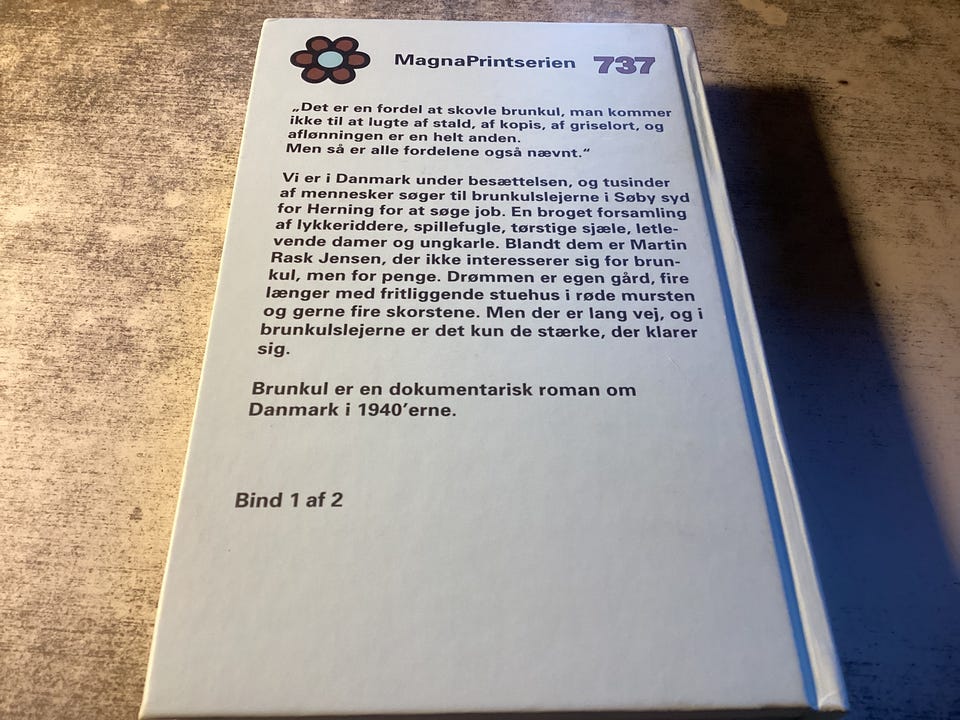 MagnaPrintserien 737
„Det er en fordel at skovle brunkul, man kommer
ikke til at lugte af stald, af kopis, af griselort, og
aflønningen er en helt anden.
Men så er alle fordelene også nævnt.“
Vi er i Danmark under besættelsen, og tusinder
af mennesker søger til brunkulslejerne i Søby syd
for Herning for at søge job. En broget forsamling
af lykkeriddere, spillefugle, tørstige sjæle, letle-
vende damer og ungkarle. Blandt dem er Martin
Rask Jensen, der ikke interesserer sig for brun-
kul, men for penge. Drømmen er egen gård, fire
længer med fritliggende stuehus i røde mursten
og gerne fire skorstene. Men der er lang vej, og i
brunkulslejerne er det kun de stærke, der klarer
sig.
Brunkul er en dokumentarisk roman om
Danmark i 1940’erne.
Bind 1 af 2